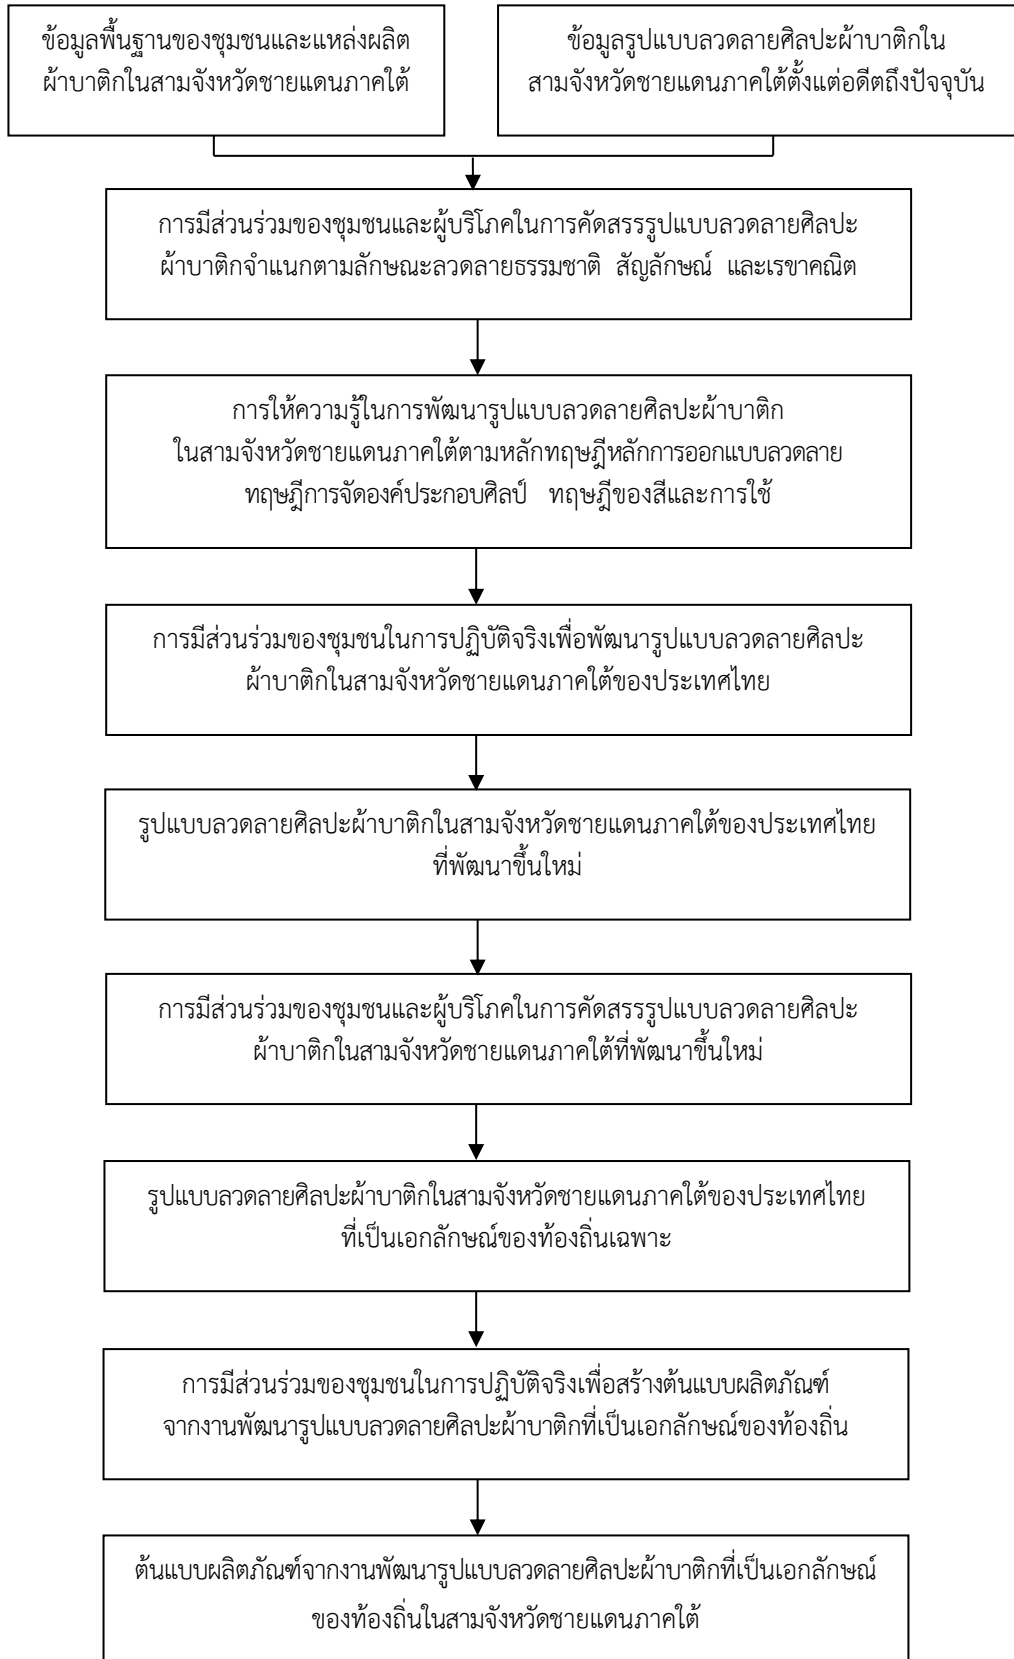 ข้อมูลพื้นฐานของชุมชนและแหล่งผลิต
ผ้าบาติกในสามจังหวัดชายแดนภาคใต้
ข้อมูลรูปแบบลวดลายศิลปะผ้าบาติกใน
สามจังหวัดชายแดนภาคใต้ตั้งแต่อดีตถึงปัจจุบัน
การมีส่วนร่วมของชุมชนและผู้บริโภคในการคัดสรรรูปแบบลวดลายศิลปะ
ผ้าบาติกจำแนกตามลักษณะลวดลายธรรมชาติ สัญลักษณ์ และเรขาคณิต
การให้ความรู้ในการพัฒนารูปแบบลวดลายศิลปะผ้าบาติก
ในสามจังหวัดชายแดนภาคใต้ตามหลักทฤษฎีหลักการออกแบบลวดลาย
ทฤษฎีการจัดองค์ประกอบศิลป์ ทฤษฎีของสีและการใช้
การมีส่วนร่วมของชุมชนในการปฏิบัติจริงเพื่อพัฒนารูปแบบลวดลายศิลปะ
ผ้าบาติกในสามจังหวัดชายแดนภาคใต้ของประเทศไทย
รูปแบบลวดลายศิลปะผ้าบาติกในสามจังหวัดชายแดนภาคใต้ของประเทศไทย
ที่พัฒนาขึ้นใหม่
การมีส่วนร่วมของชุมชนและผู้บริโภคในการคัดสรรรูปแบบลวดลายศิลปะ
ผ้าบาติกในสามจังหวัดชายแดนภาคใต้ที่พัฒนาขึ้นใหม่
รูปแบบลวดลายศิลปะผ้าบาติกในสามจังหวัดชายแดนภาคใต้ของประเทศไทย
ที่เป็นเอกลักษณ์ของท้องถิ่นเฉพาะ
การมีส่วนร่วมของชุมชนในการปฏิบัติจริงเพื่อสร้างต้นแบบผลิตภัณฑ์
จากงานพัฒนารูปแบบลวดลายศิลปะผ้าบาติกที่เป็นเอกลักษณ์ของท้องถิ่น
ต้นแบบผลิตภัณฑ์จากงานพัฒนารูปแบบลวดลายศิลปะผ้าบาติกที่เป็นเอกลักษณ์
ของท้องถิ่นในสามจังหวัดชายแดนภาคใต้